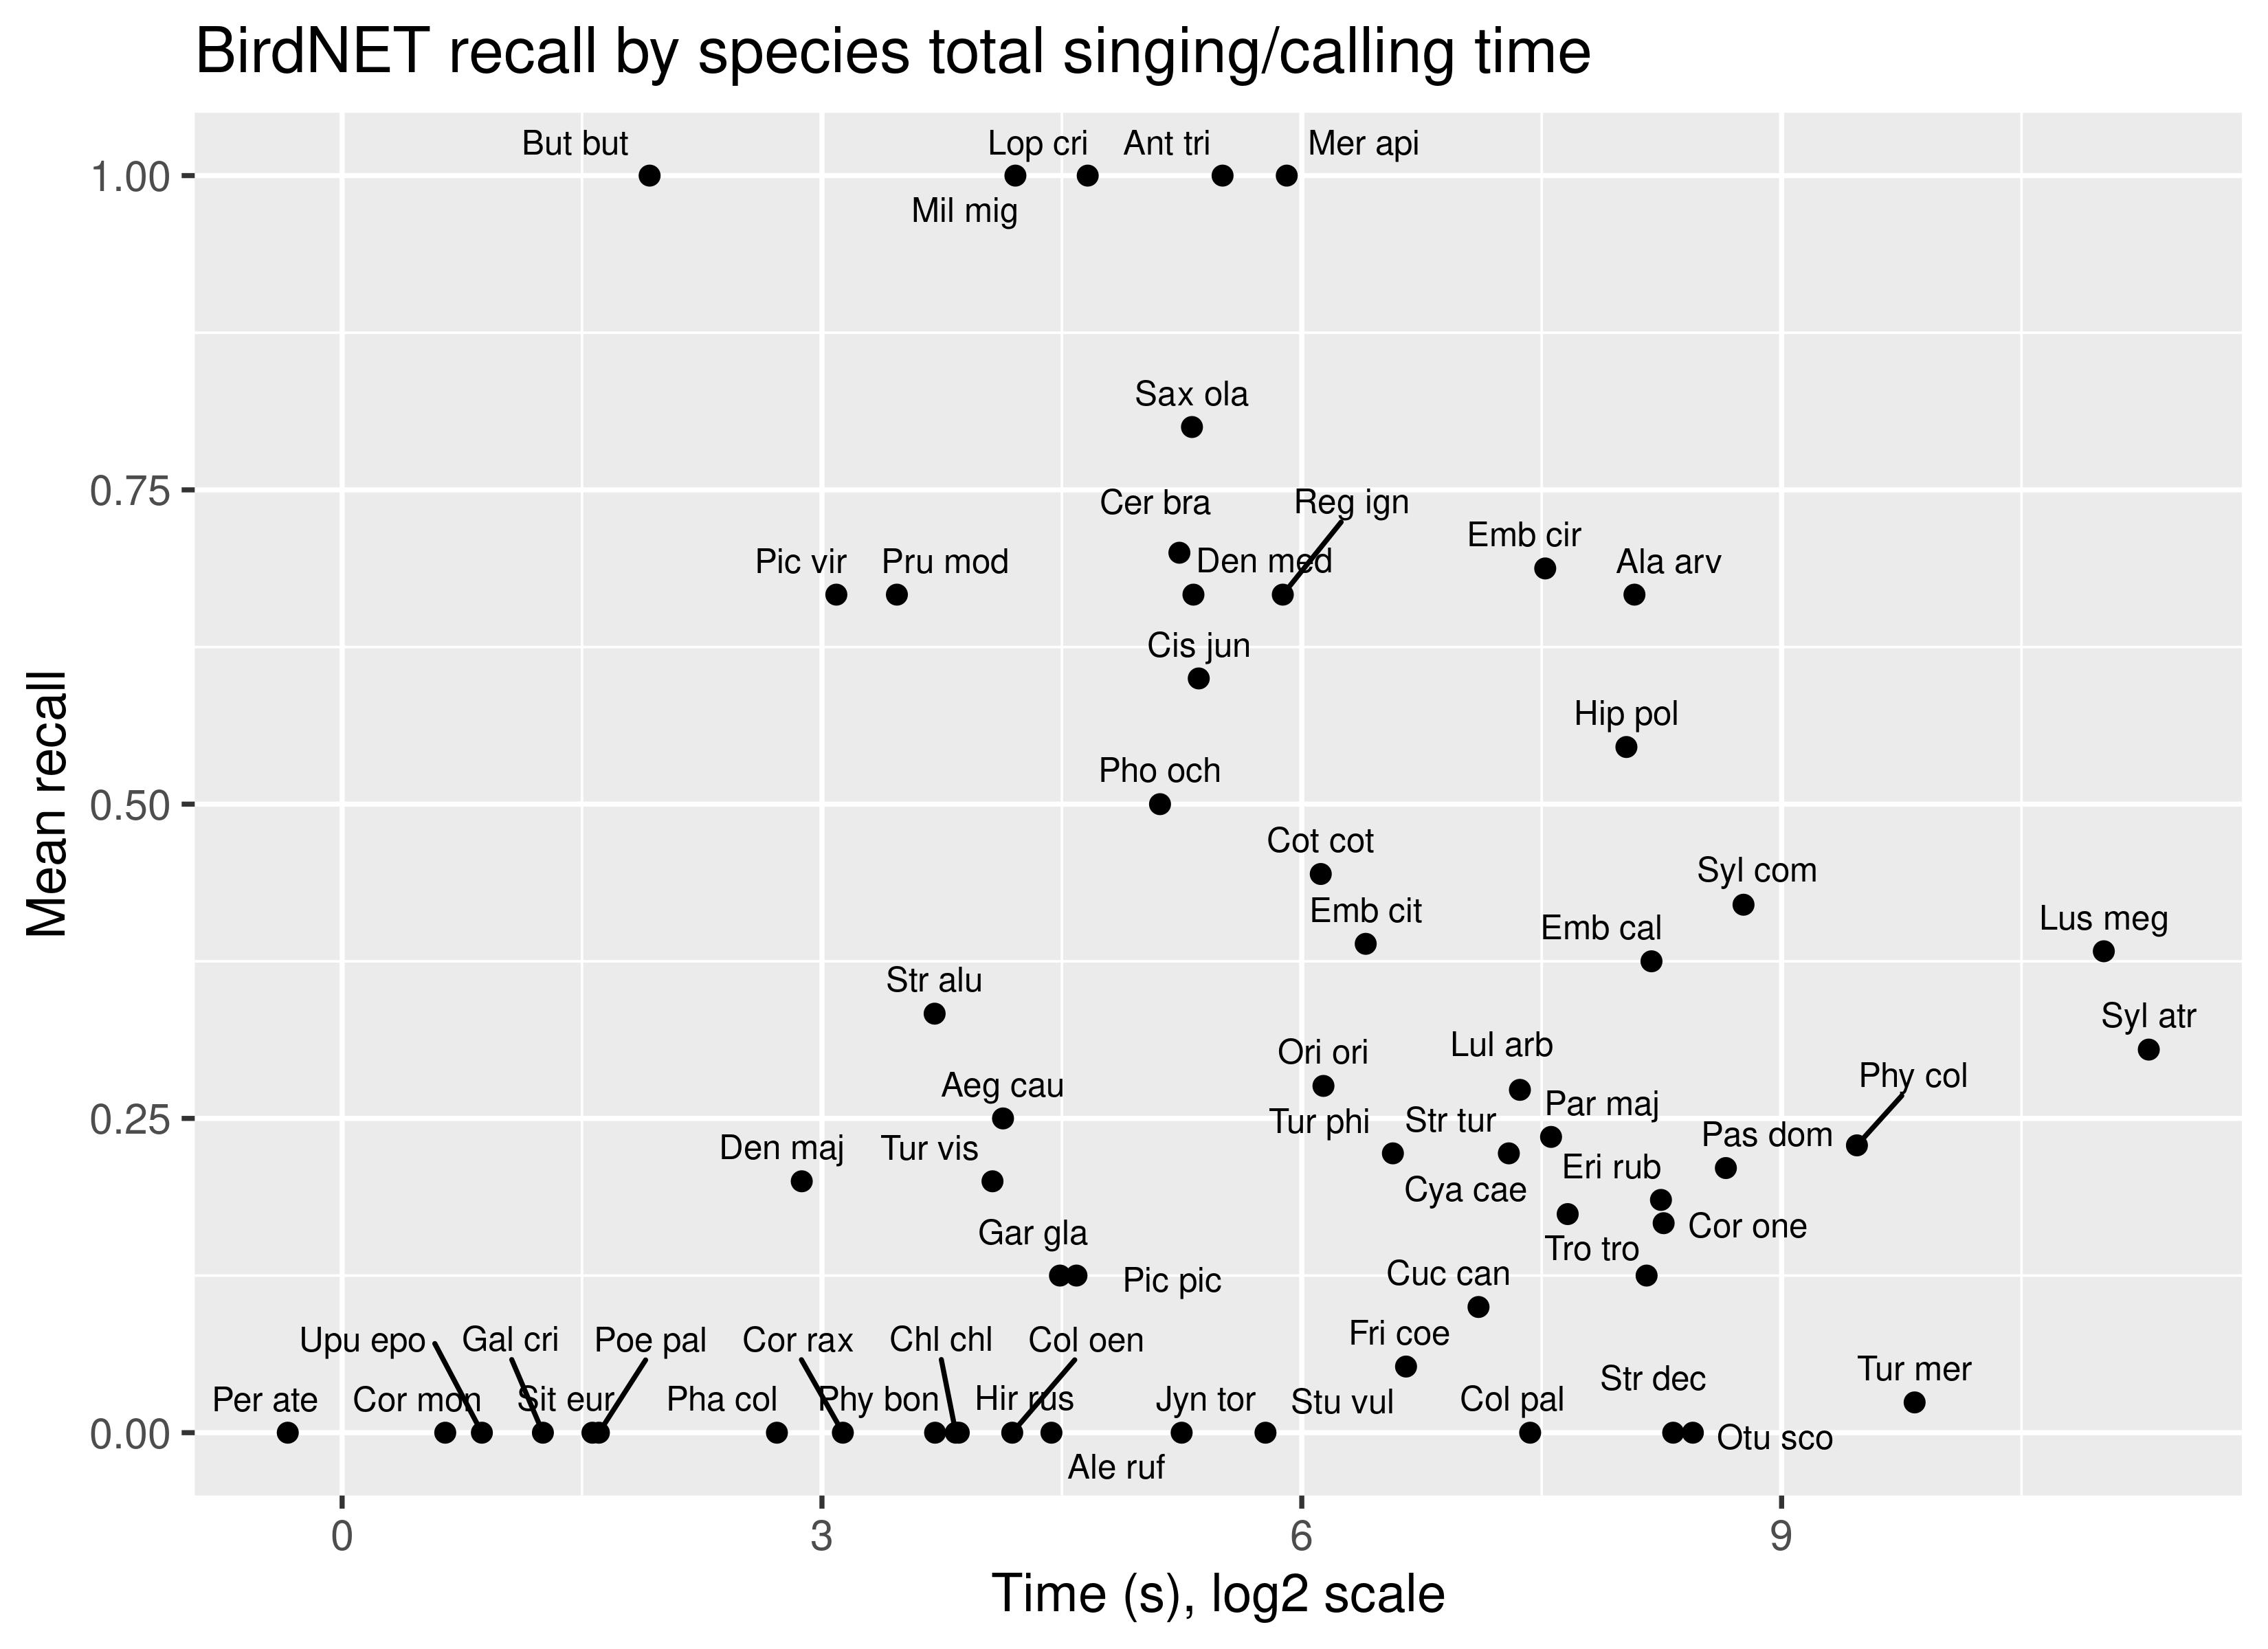 BirdNET recall by species total singing/calling time
But but
Lop cri
Ant tri
Mer api
1.00
Mil mig
Sax ola
0.75
Cer bra
Reg ign
Emb cir
Pic vir
Pru mod
Den med
Ala arv
Cis jun
Hip pol
Pho och
0.50
Cot cot
Syl com
Emb cit
Emb cal
Lus meg
Mean recall
Str alu
Syl atr
Ori ori
Lul arb
Phy col
Aeg cau
Par maj
0.25
Tur phi
Str tur
Pas dom
Den maj
Tur vis
Eri rub
Cya cae
Cor one
Gar gla
Tro tro
Pic pic
Cuc can
Fri coe
Upu epo
Gal cri
Poe pal
Cor rax
Chl chl
Col oen
Tur mer
Str dec
Per ate
Cor mon
Sit eur
Pha col
Phy bon
Hir rus
Jyn tor
Stu vul
Col pal
0.00
Otu sco
Ale ruf
0
3
6
9
Time (s), log2 scale